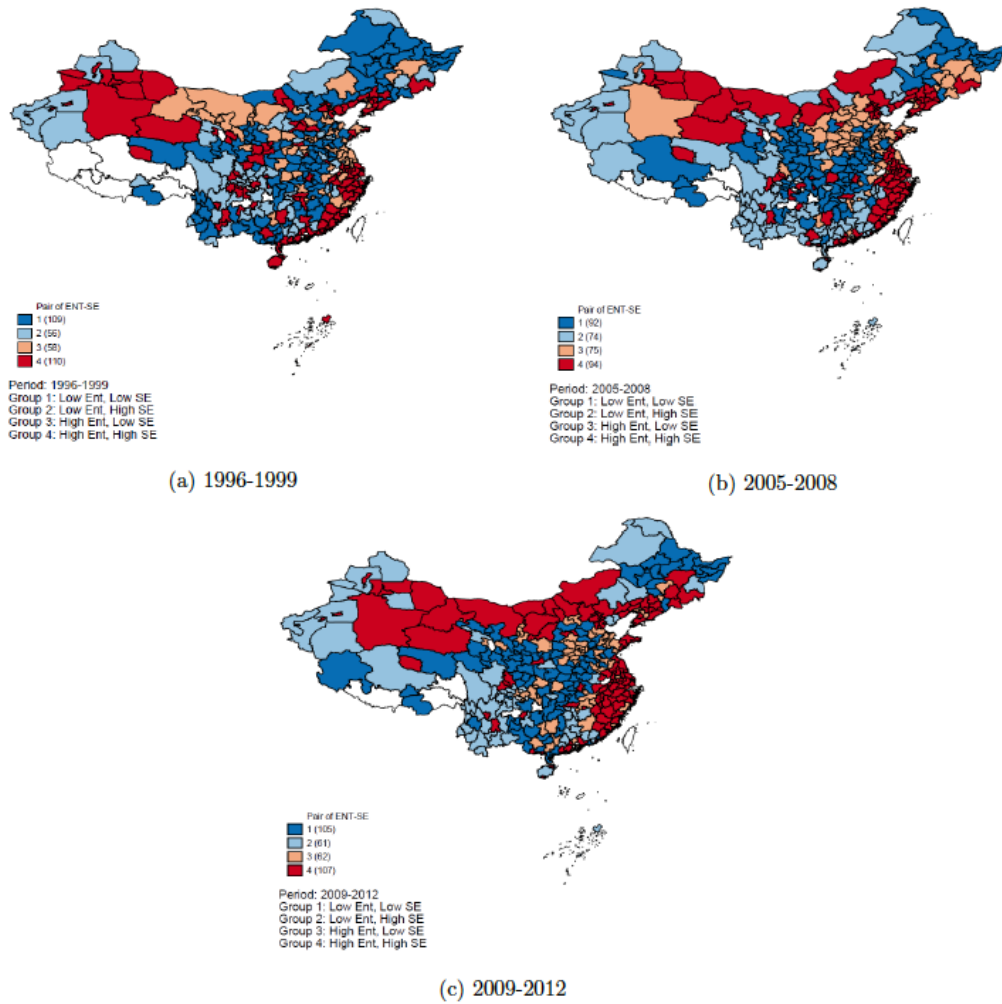 Pair of ENT-SE
1 (109)
2 (56)
3 (58)
4 (110)
Period: 1996-1999
Group 1: Low Ent, Low SE
Group 2: Low Ent, High SE
Group 3: High Ent, Low SE
Group 4: High Ent, High SE
(a) 1996-1999
Pair of ENT-SE
1 (92)
2 (74)
3 (75)
4 (94)
Period: 2005-2008
Group 1: Low Ent, Low SE
Group 2: Low Ent, High SE
Group 3: High Ent, Low SE
Group 4: High Ent, High SE
(b) 2005-2008
Pair of ENT-SE
1 (105)
2 (61)
3 (62)
4 (107)
Period: 2009-2012
Group 1: Low Ent, Low SE
Group 2: Low Ent, High SE
Group 3: High Ent, Low SE
Group 4: High Ent, High SE
(c) 2009-2012